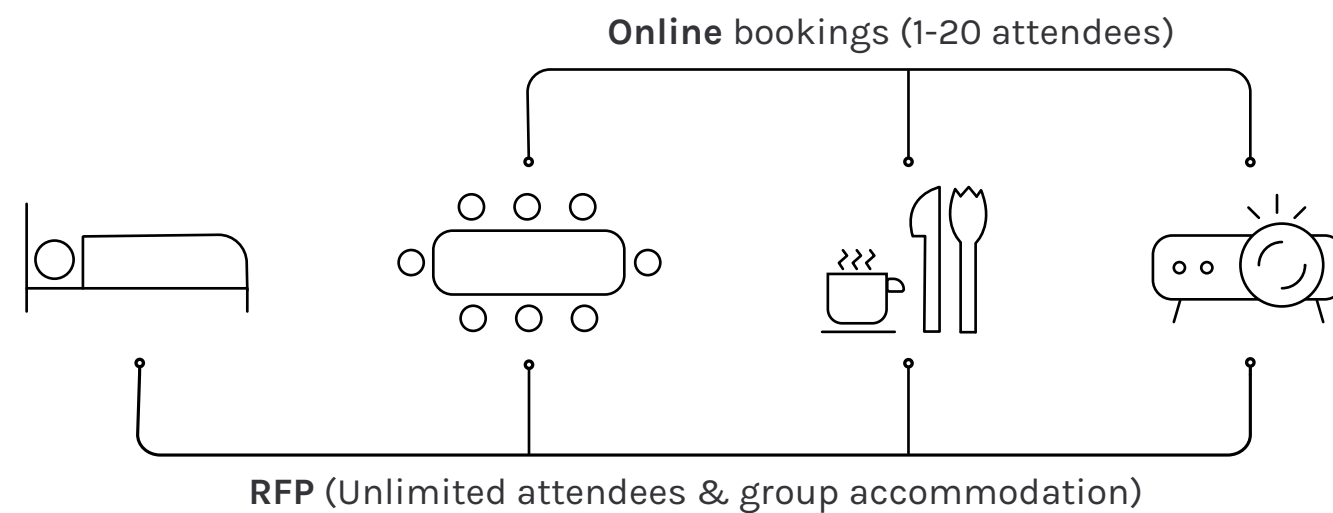 Online bookings (1-20 attendees)
RFP (Unlimited attendees & group accommodation)